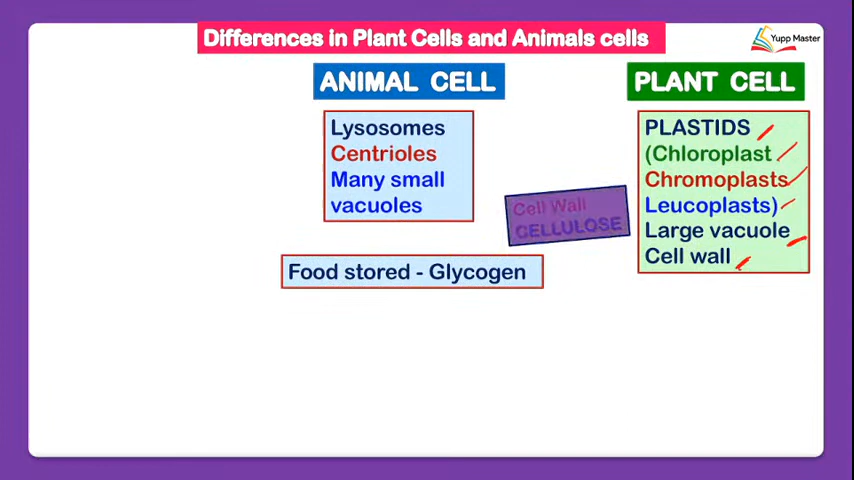 Differences in Plant Cells and Animals cells
Yupp Master
ANIMAL CELL
PLANT CELL
Lysosomes
Centrioles
Many small
vacuoles
PLASTIDS
(Chloroplast
Chromoplasts
Leucoplasts)
Large vacuole
Cell wall
Cell Wall
CELLULOSE
Food stored - Glycogen